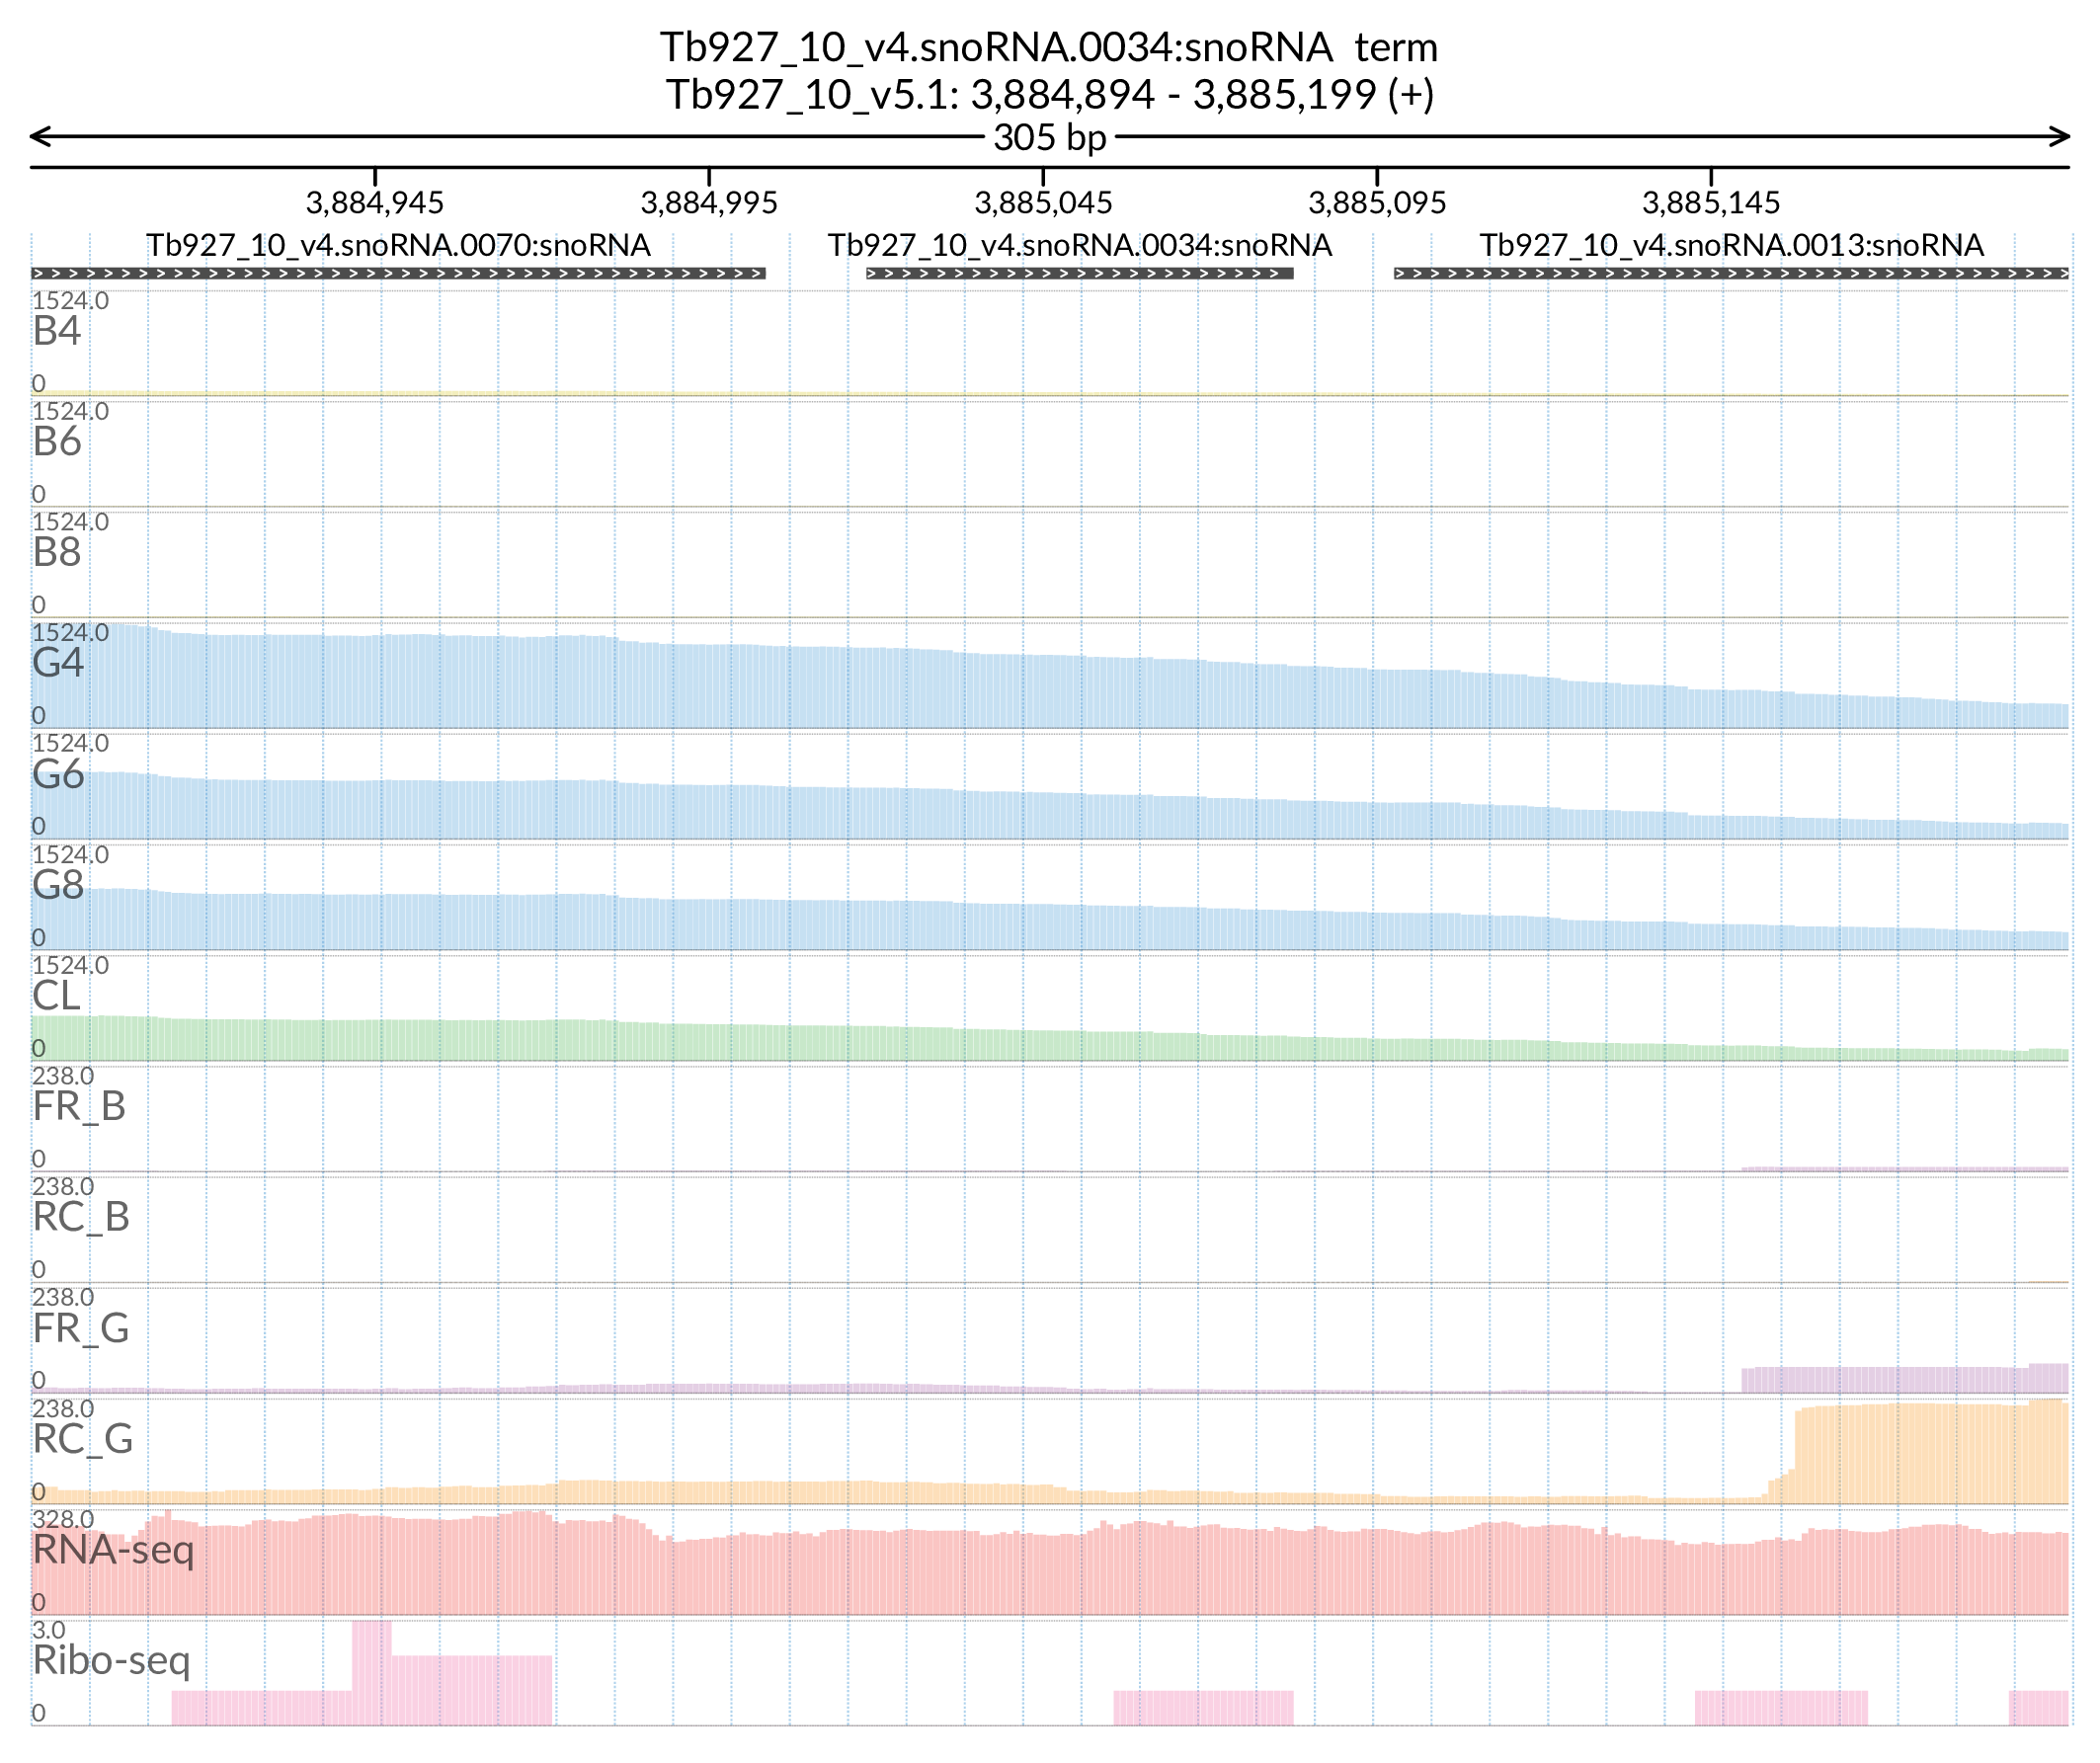 Tb927_10_v4.snoRNA.0034:snoRNA  term
Tb927_10_v5.1: 3,884,894 - 3,885,199 (+)
305 bp
3,884,945 3,884,995 3,885,045 3,885,095 3,885,145
Tb927_10_v4.snoRNA.0070:snoRNA Tb927_10_v4.snoRNA.0034:snoRNA Tb927_10_v4.snoRNA.0013:snoRNA
1524.0
B4
0
1524.0
B6
0
1524.0
B8
0
1524.0
G4
0
1524.0
G6
0
1524.0
G8
0
1524.0
CL
0
238.0
FR_B
0
238.0
RC_B
0
238.0
FR_G
0
238.0
RC_G
0
328.0
RNA-seq
0
3.0
Ribo-seq
0